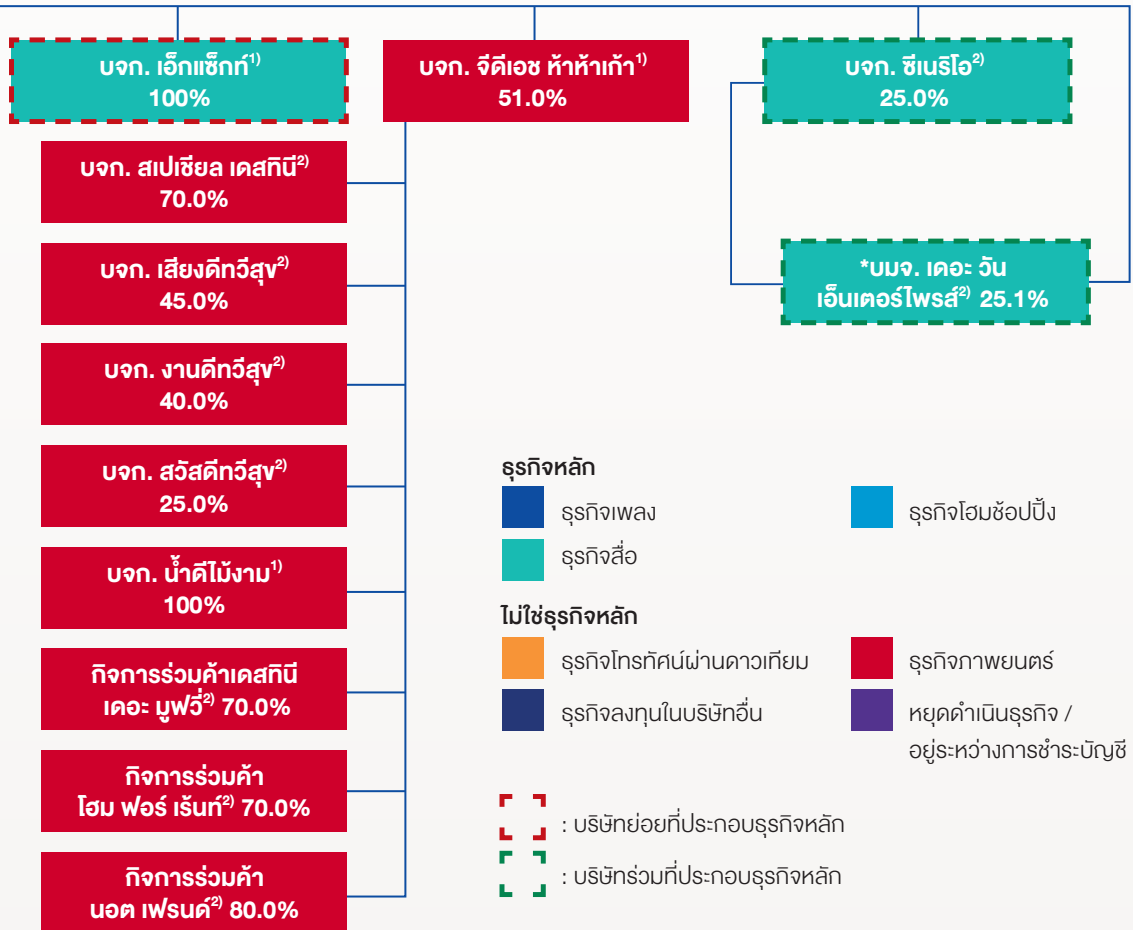 บจก. เอ็กแซ็กท์1)
100%
บจก. จีดีเอช ห้าห้าเก้า1)
51.0%
บจก. ซีเนริโอ2)
25.0%
บจก. สเปเชียล เดสทินี2)
70.0%
บจก. เสียงดีทวีสุข2)
45.0%
บจก. งานดีทวีสุข2)
40.0%
บจก. สวัสดีทวีสุข2)
25.0%
บจก. น้ำดีไม้งาม1)
100%
กิจการร่วมค้าเดสทินี
เดอะ มูฟวี่2) 70.0%
กิจการร่วมค้า
โฮม ฟอร์ เร้นท์2) 70.0%
กิจการร่วมค้า
นอต เฟรนด์2) 80.0%
*บมจ. เดอะ วัน
เอ็นเตอร์ไพรส์2) 25.1%
ธุรกิจหลัก
ธุรกิจเพลง
ธุรกิจโฮมช้อปปิ้ง
ธุรกิจสื่อ
ไม่ใช่ธุรกิจหลัก
ธุรกิจโทรทัศน์ผ่านดาวเทียม
ธุรกิจภาพยนตร์
ธุรกิจลงทุนในบริษัทอื่น
หยุดดำเนินธุรกิจ /
อยู่ระหว่างการชำระบัญชี
: บริษัทย่อยที่ประกอบธุรกิจหลัก
: บริษัทร่วมที่ประกอบธุรกิจหลัก